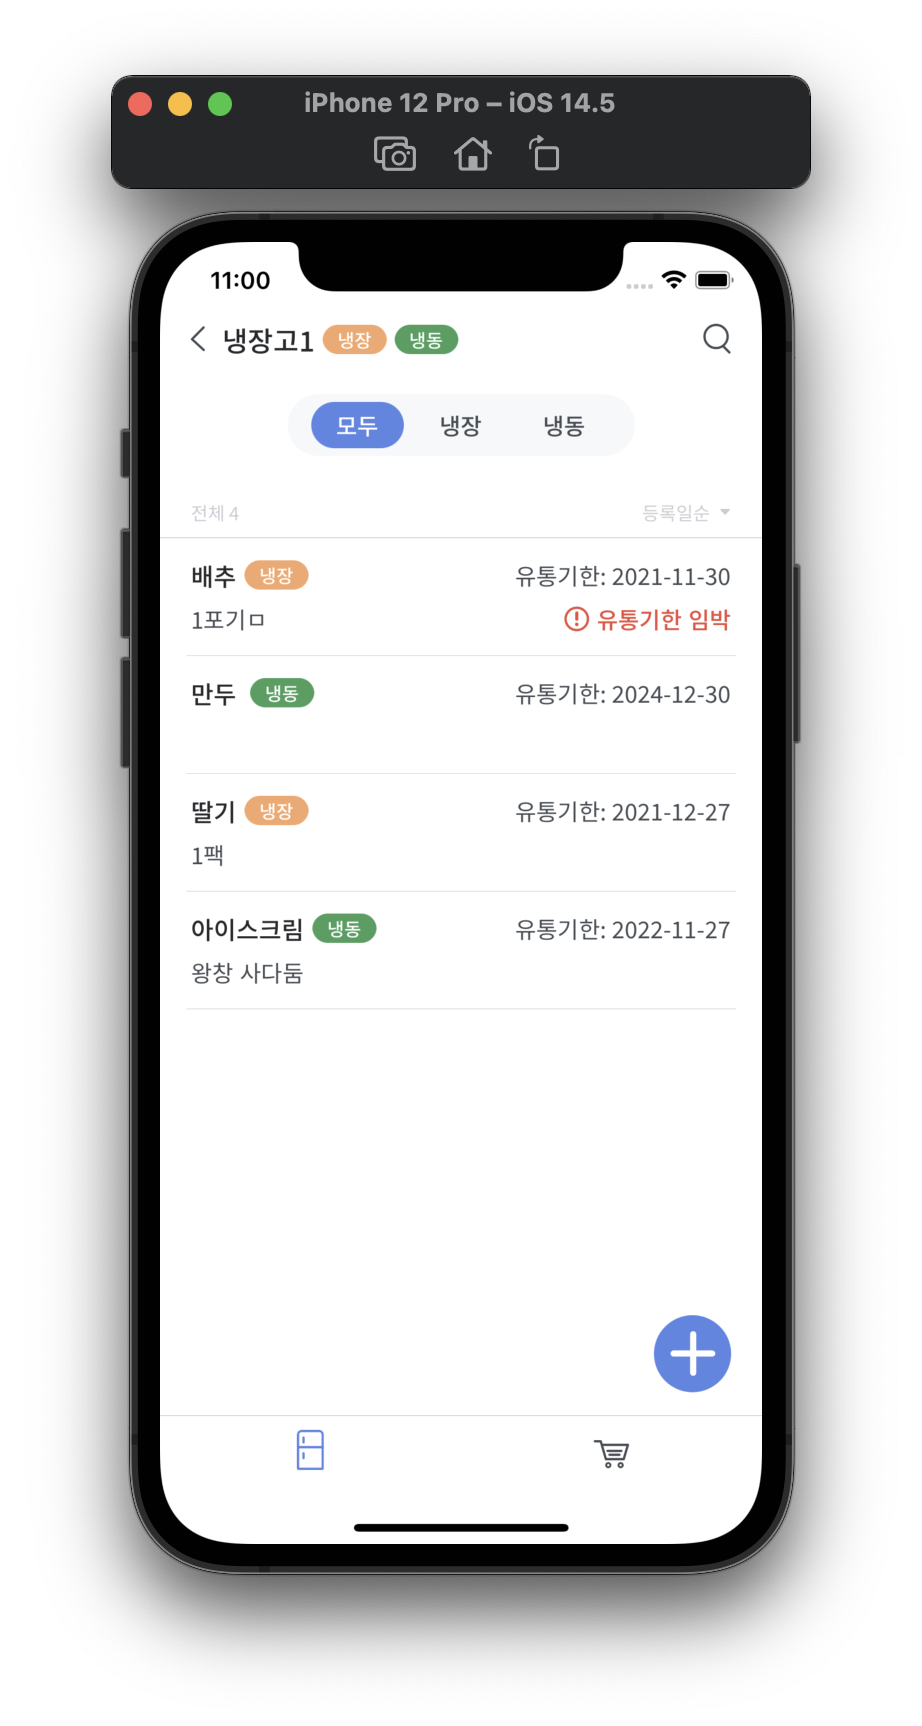 iPhone 12 Pro – iOS 14.5
11:00
냉장고1 냉장 냉동
모두 냉장 냉동
전체 4 등록일순
배추 냉장 유통기한: 2021-11-30
1포기ㅁ 유통기한 임박
만두 냉동 유통기한: 2024-12-30
딸기 냉장 유통기한: 2021-12-27
1팩
아이스크림 냉동 유통기한: 2022-11-27
왕창 사다둠